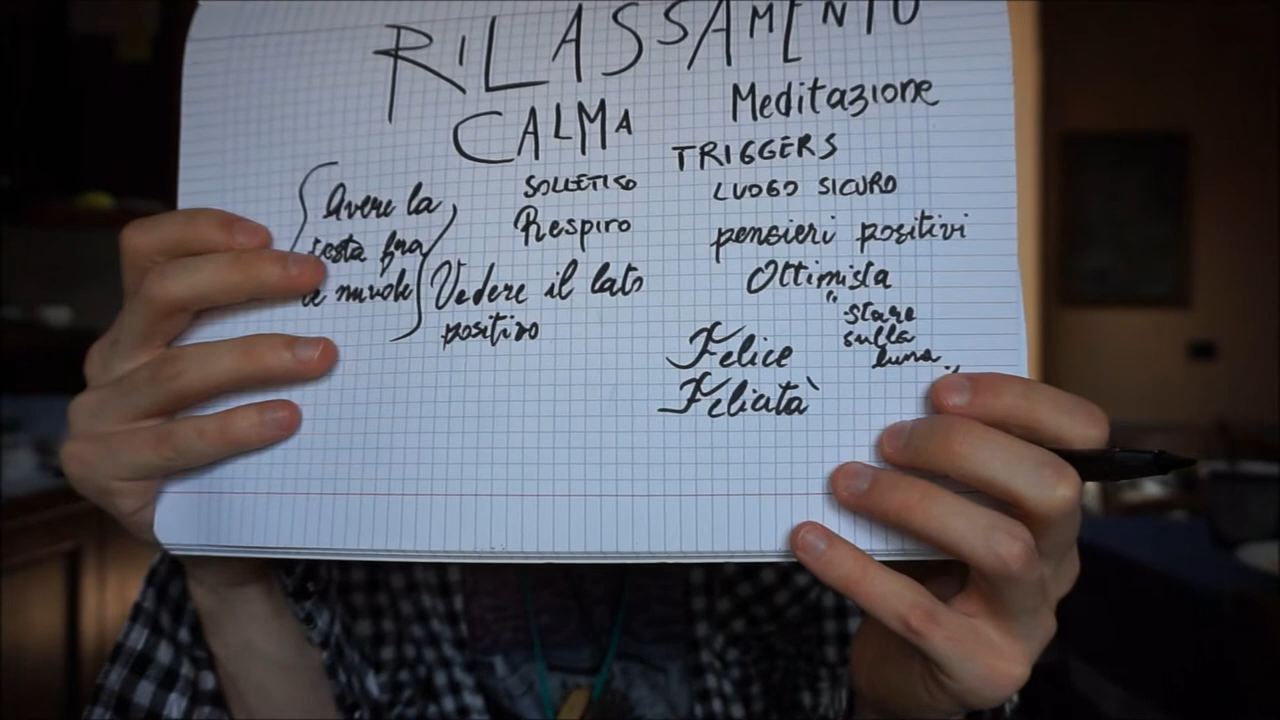 RILASSAMENTO
CALMA
Meditazione
TRIGGERS
SOLLETICO
LUOGO SICURO
Avere la
testa fra
le nuvole
Respiro
pensieri positivi
Vedere il lato
positivo
Ottimista
"stare
sulla
luna"
Felice
Felicità